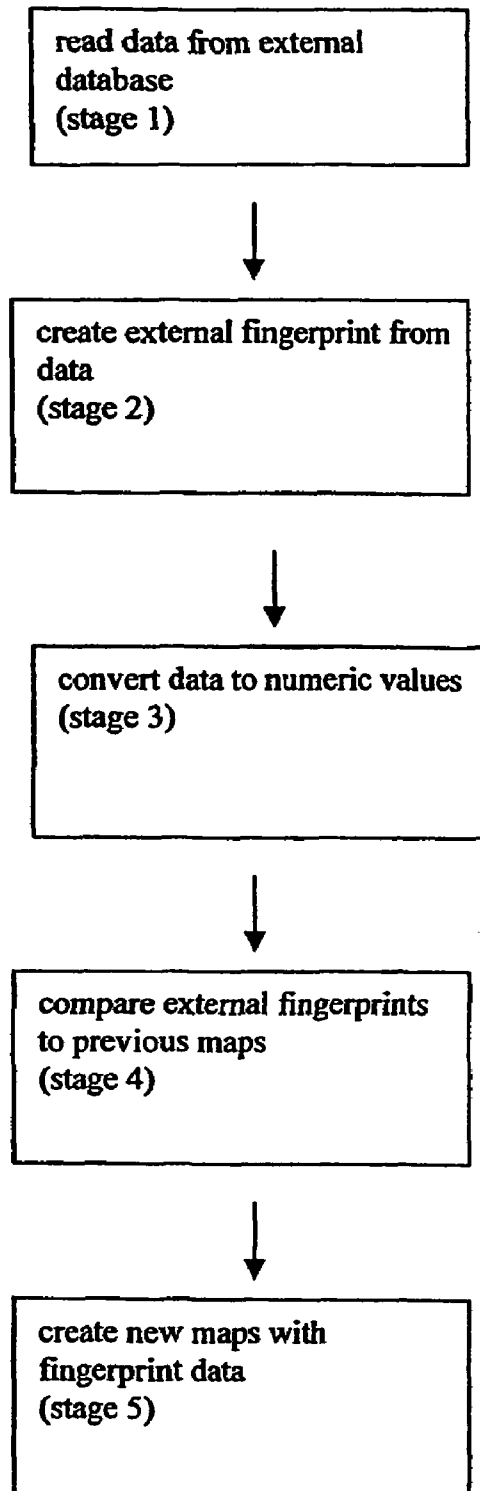 read data from external
database
(stage 1)
create external fingerprint from
data
(stage 2)
convert data to numeric values
(stage 3)
compare external fingerprints
to previous maps
(stage 4)
create new maps with
fingerprint data
(stage 5)